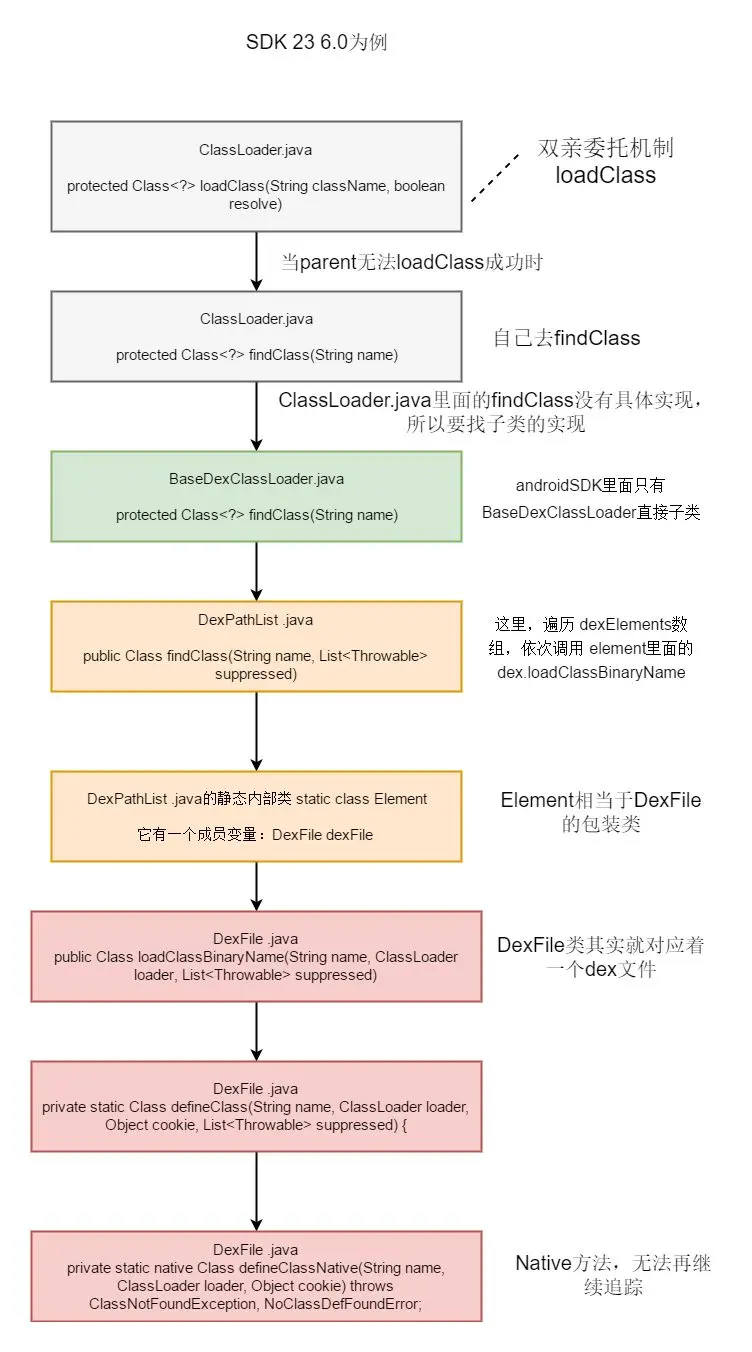 SDK 23 6.0为例
ClassLoader.java
protected Class<?> loadClass(String className, boolean
resolve)
双亲委托机制
loadClass
当parent无法loadClass成功时
ClassLoader.java
protected Class<?> findClass(String name)
自己去findClass
ClassLoader.java里面的findClass没有具体实现，
所以要找子类的实现
BaseDexClassLoader.java
protected Class<?> findClass(String name)
androidSDK里面只有
BaseDexClassLoader直接子类
DexPathList .java
public Class findClass(String name, List<Throwable>
suppressed)
这里，遍历 dexElements数
组，依次调用 element里面的
dex.loadClassBinaryName
DexPathList .java的静态内部类 static class Element
它有一个成员变量：DexFile dexFile
Element相当于DexFile
的包装类
DexFile .java
public Class loadClassBinaryName(String name, ClassLoader
loader, List<Throwable> suppressed)
DexFile类其实就对应着
一个dex文件
DexFile .java
private static Class defineClass(String name, ClassLoader loader,
Object cookie, List<Throwable> suppressed) {
DexFile .java
private static native Class defineClassNative(String name,
ClassLoader loader, Object cookie) throws
ClassNotFoundException, NoClassDefFoundError;
Native方法，无法再继
续追踪